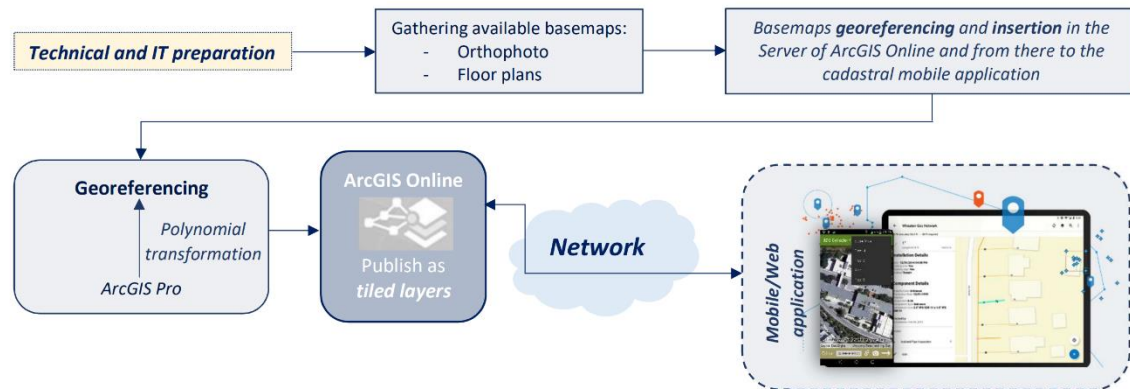 Technical and IT preparation
Gathering available basemaps:
- Orthophoto
- Floor plans
Basemaps georeferencing and insertion in the
Server of ArcGIS Online and from there to the
cadastral mobile application
Georeferencing
Polynomial
transformation
ArcGIS Pro
ArcGIS Online
Publish as
tiled layers
Network
Mobile/Web
application